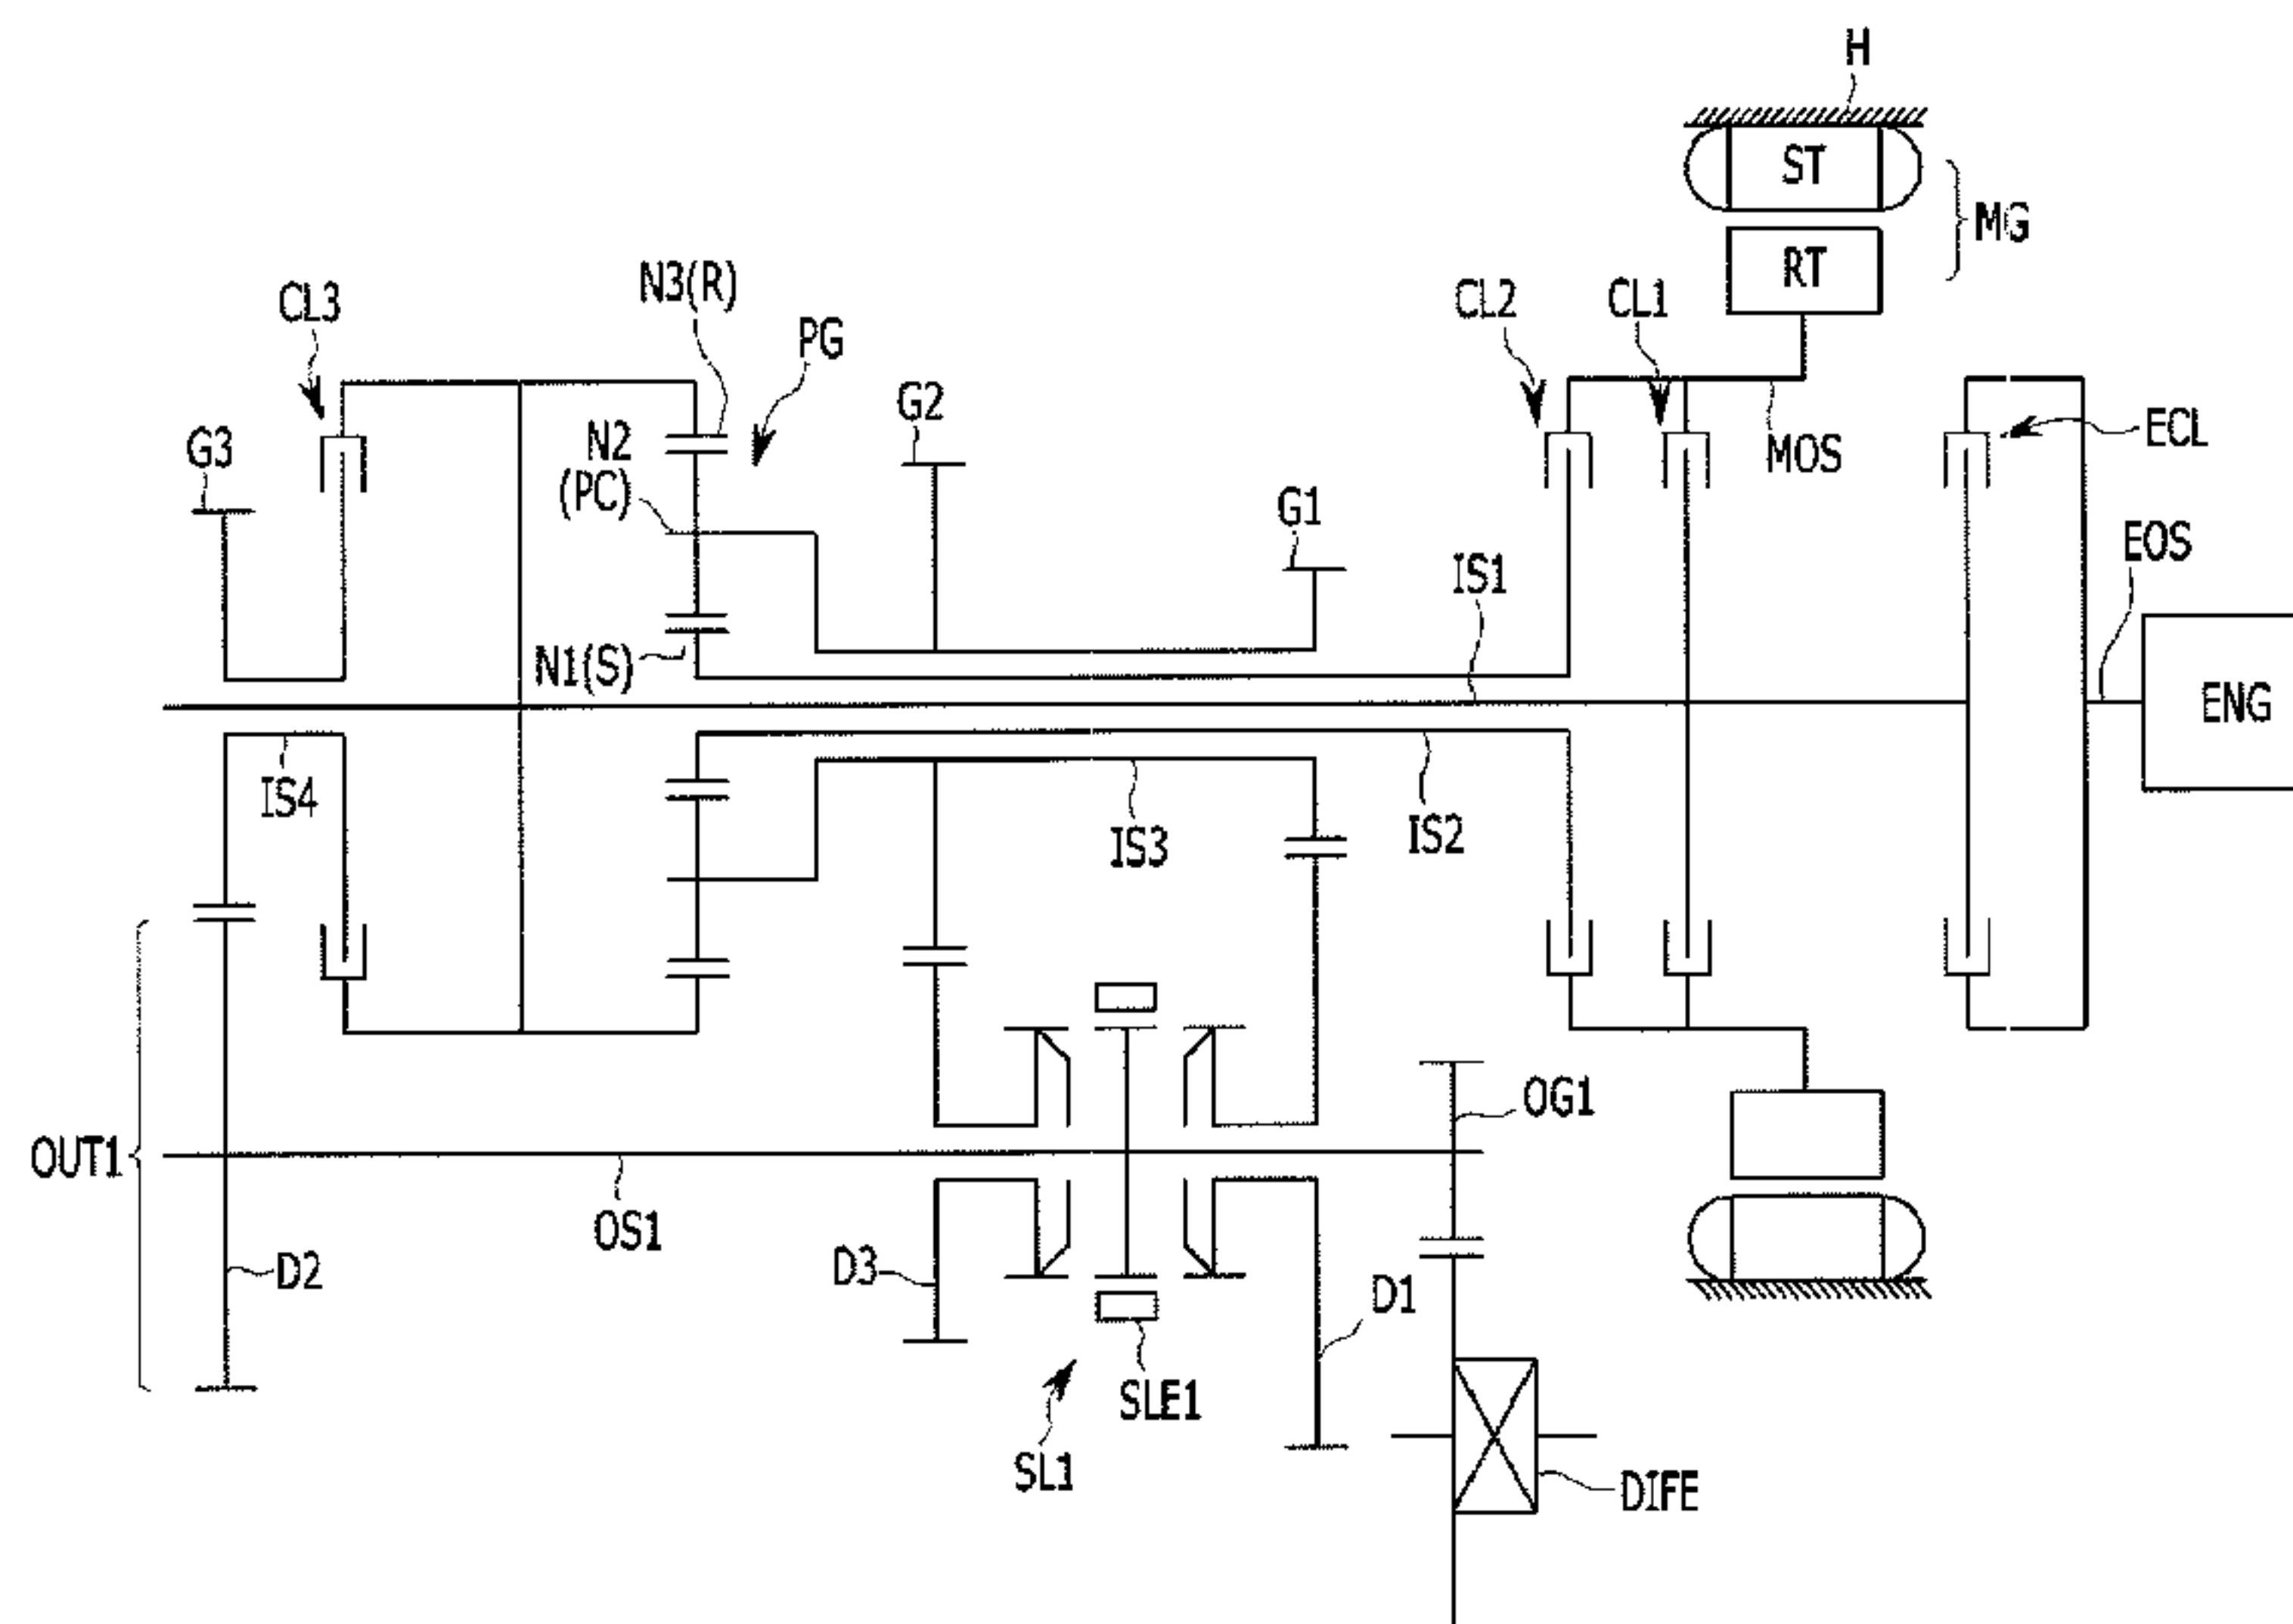 H
ST
MG
RT
N3(R)
CL3
CL2
CL1
PG
G2
G3
N2
(PC)
MOS
ECL
G1
EOS
IS1
N1(S)
ENG
IS4
IS3
IS2
OG1
OUT1
OS1
D2
D3
D1
SLE1
SL1
DIFE